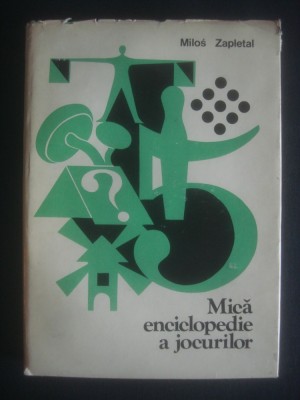 Miloš Zapletal
?
Mică
enciclopedie
a jocurilor